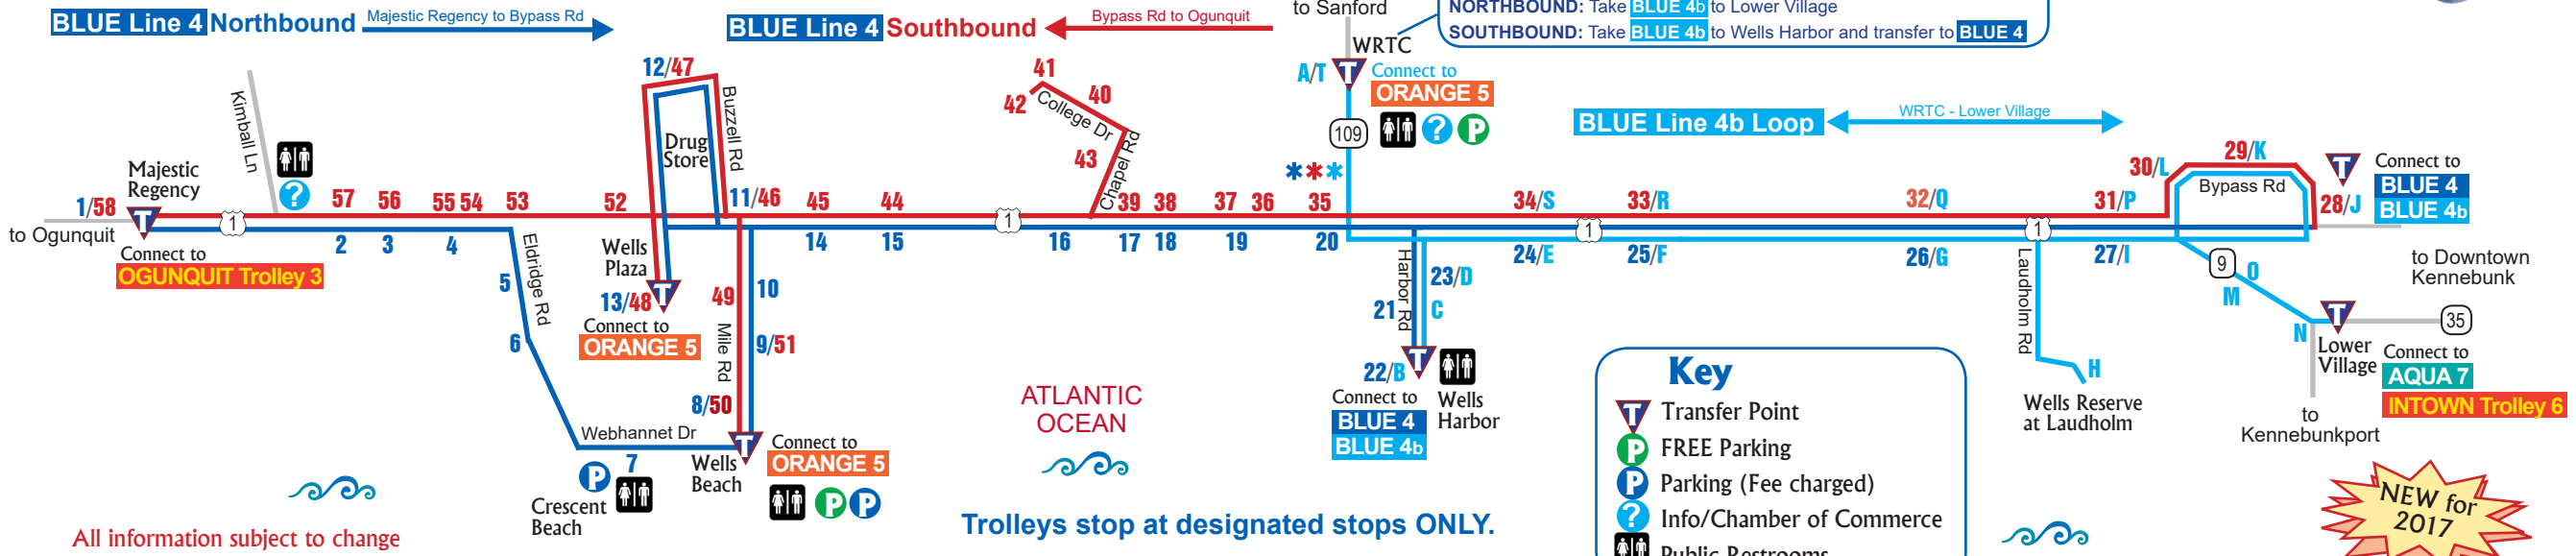 BLUE Line 4 Northbound
Majestic Regency to Bypass Rd
BLUE Line 4 Southbound
Bypass Rd to Ogunquit
to Sanford
NORTHBOUND: Take BLUE 4b to Lower Village
SOUTHBOUND: Take BLUE 4b to Wells Harbor and transfer to BLUE 4
WRTC
A/T
T
Connect to
ORANGE 5
109
?
P
BLUE Line 4b Loop
WRTC - Lower Village
***
Kimball Ln
?
Majestic
Regency
1/58
T
to Ogunquit
Connect to
OGUNQUIT Trolley 3
1
57
56
55 54
53
52
2
3
4
5
6
Eldridge Rd
12/47
Drug
Store
Buzzell Rd
11/46
Wells
Plaza
13/48
T
Connect to
ORANGE 5
49
10
Mile Rd
9/51
8/50
Webhannet Dr
7
P
Crescent
Beach
Wells
Beach
T
Connect to
ORANGE 5
P
P
45
44
14
15
1
41
42
40
College Dr
43
Chapel Rd
39
38
37
36
35
16
17
18
19
20
Harbor Rd
21
23/D
C
22/B
T
Connect to
BLUE 4
BLUE 4b
Wells
Harbor
34/S
33/R
32/Q
31/P
30/L
29/K
28/J
1
24/E
25/F
26/G
27/I
1
Laudholm Rd
H
Wells Reserve
at Laudholm
Bypass Rd
T
Connect to
BLUE 4
BLUE 4b
to Downtown
Kennebunk
9
O
M
N
T
35
Lower
Village
Connect to
AQUA 7
INTOWN Trolley 6
to
Kennebunkport
ATLANTIC
OCEAN
Key
T Transfer Point
P FREE Parking
P Parking (Fee charged)
? Info/Chamber of Commerce
Public Restrooms
NEW for
2017
Trolleys stop at designated stops ONLY.
All information subject to change